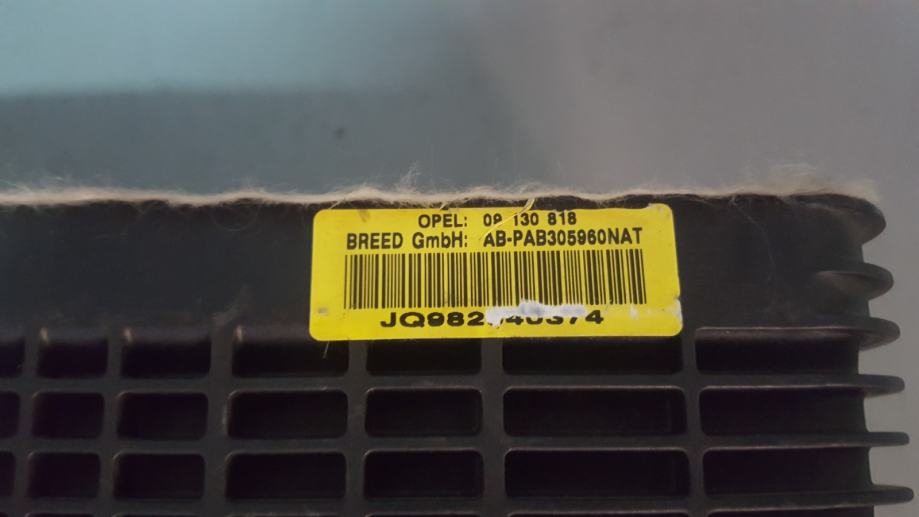 OPEL: 09 130 818
BREED GmbH: AB-PAB305960NAT